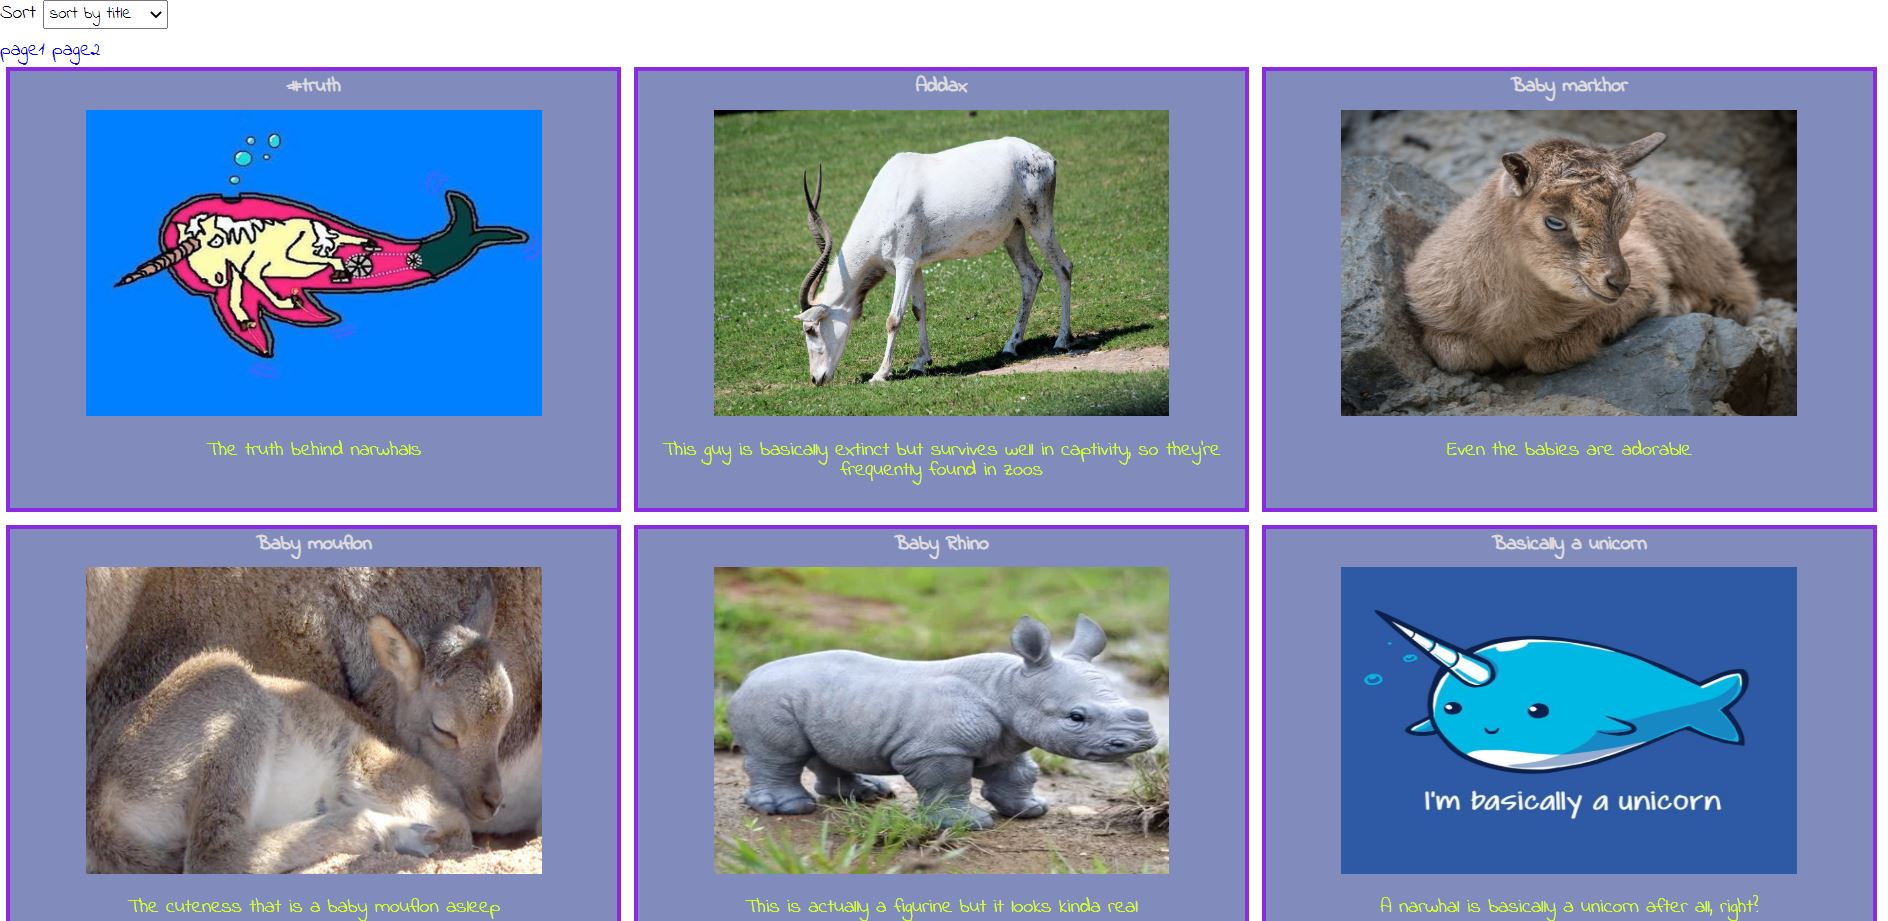 Sort sort by title
page1 page2
#truth
Addax
Baby markhor
The truth behind narwhals
This guy is basically extinct but survives well in captivity, so they're
frequently found in zoos
Even the babies are adorable
Baby mouflon
Baby Rhino
Basically a unicorn
I'm basically a unicorn
The cuteness that is a baby mouflon asleep
This is actually a figurine but it looks kinda real
A narwhal is basically a unicorn after all, right?